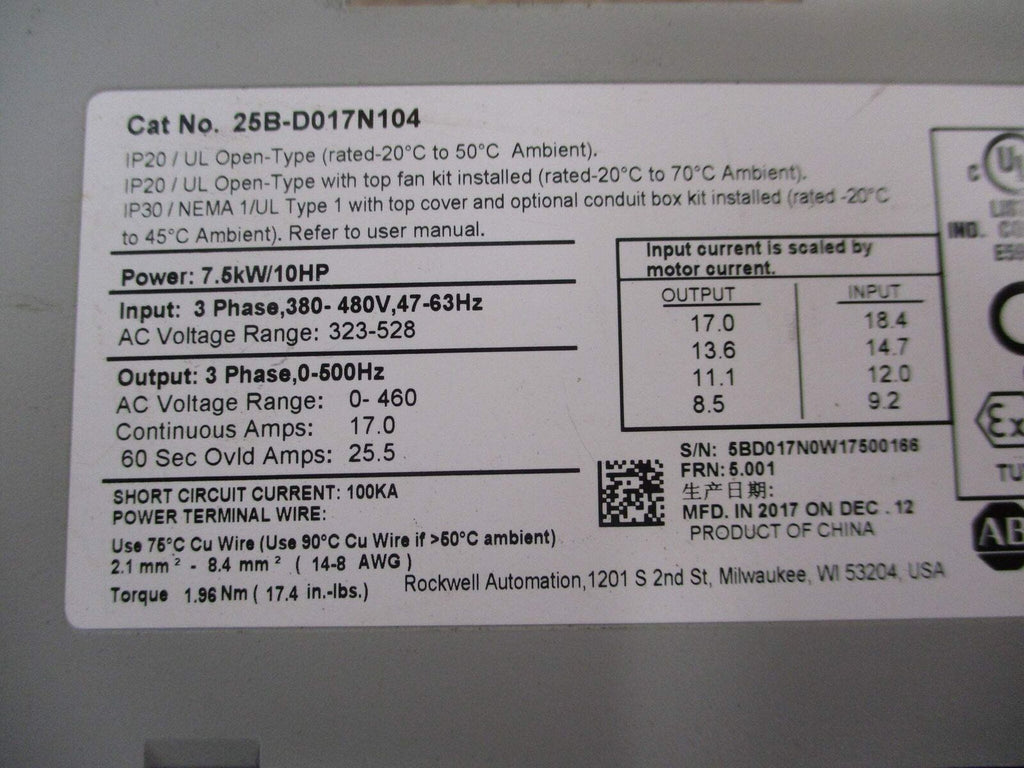 Cat No. 25B-D017N104
IP20 / UL Open-Type (rated-20°C to 50°C Ambient).
IP20 / UL Open-Type with top fan kit installed (rated-20°C to 70°C Ambient).
IP30 / NEMA 1/UL Type 1 with top cover and optional conduit box kit installed (rated -20°C
to 45°C Ambient). Refer to user manual.
Power: 7.5kW/10HP
Input: 3 Phase,380- 480V,47-63Hz
AC Voltage Range: 323-528
Output: 3 Phase,0-500Hz
AC Voltage Range: 0- 460
Continuous Amps: 17.0
60 Sec Ovld Amps: 25.5
SHORT CIRCUIT CURRENT: 100KA
POWER TERMINAL WIRE:
Use 75°C Cu Wire (Use 90°C Cu Wire if >50°C ambient)
2.1 mm² - 8.4 mm² ( 14-8 AWG )
Torque 1.96 Nm ( 17.4 in.-lbs.)
Input current is scaled by
motor current.
OUTPUT INPUT
17.0 18.4
13.6 14.7
11.1 12.0
8.5 9.2
S/N: 5BD017N0W17500166
FRN: 5.001
生产日期:
MFD. IN 2017 ON DEC . 12
PRODUCT OF CHINA
Rockwell Automation,1201 S 2nd St, Milwaukee, WI 53204, USA
C UL
IND.
Ex
AB